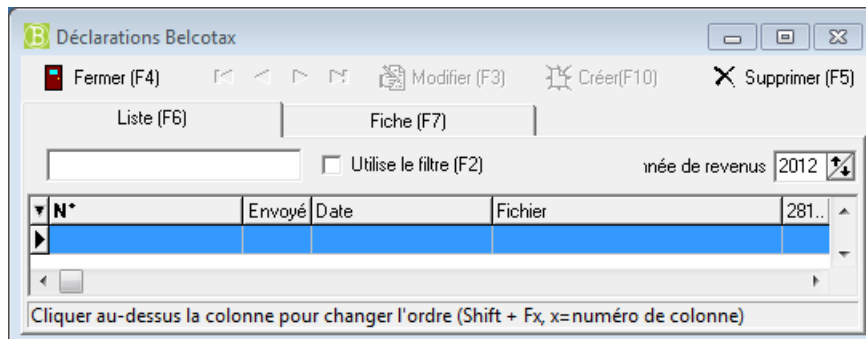 Déclarations Belcotax
Fermer (F4) Modifier (F3) Créer(F10) Supprimer (F5)
Liste (F6) Fiche (F7)
Utilise le filtre (F2) nnée de revenus 2012
N° Envoyé Date Fichier 281..
Cliquer au-dessus la colonne pour changer l'ordre (Shift + Fx, x=numéro de colonne)